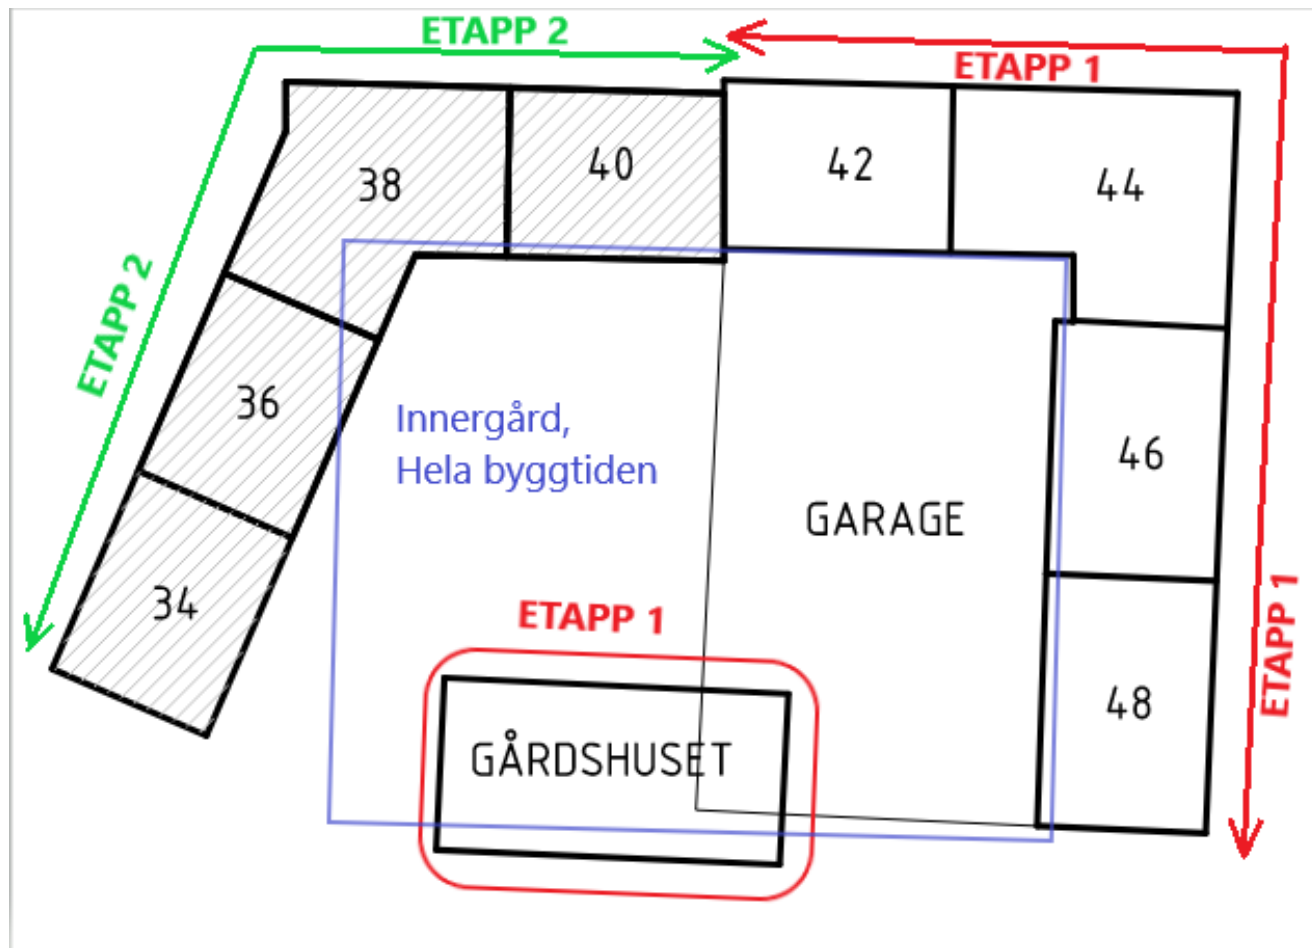 ETAPP 2
ETAPP 1
38
40
42
44
ETAPP 2
36
Innergård,
Hela byggtiden
46
GARAGE
34
ETAPP 1
ETAPP 1
48
GÅRDSHUSET